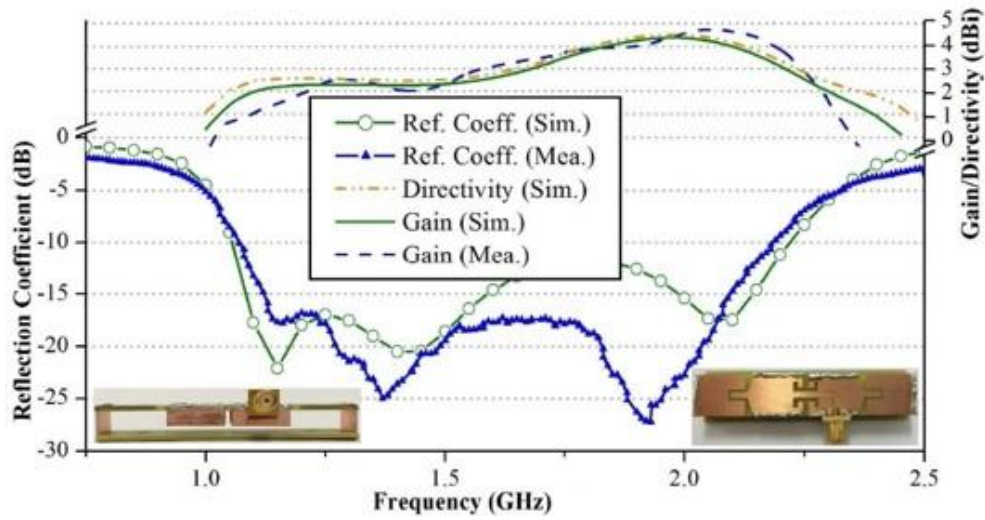 5
4
3
2
1
0
Gain/Directivity (dBi)
0
-5
-10
-15
-20
-25
-30
Reflection Coefficient (dB)
Ref. Coeff. (Sim.)
Ref. Coeff. (Mea.)
Directivity (Sim.)
Gain (Sim.)
Gain (Mea.)
1.0
1.5
2.0
2.5
Frequency (GHz)